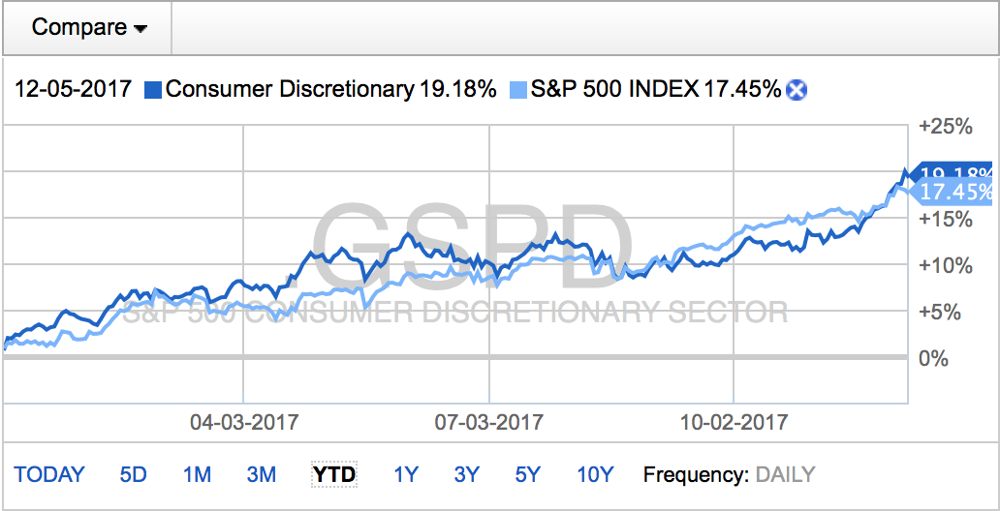 Compare
12-05-2017 Consumer Discretionary 19.18% S&P 500 INDEX 17.45%
+25%
19.18%
17.45%
+15%
.GSPD
+10%
S&P 500 CONSUMER DISCRETIONARY SECTOR
+5%
0%
04-03-2017 07-03-2017 10-02-2017
TODAY 5D 1M 3M YTD 1Y 3Y 5Y 10Y Frequency: DAILY